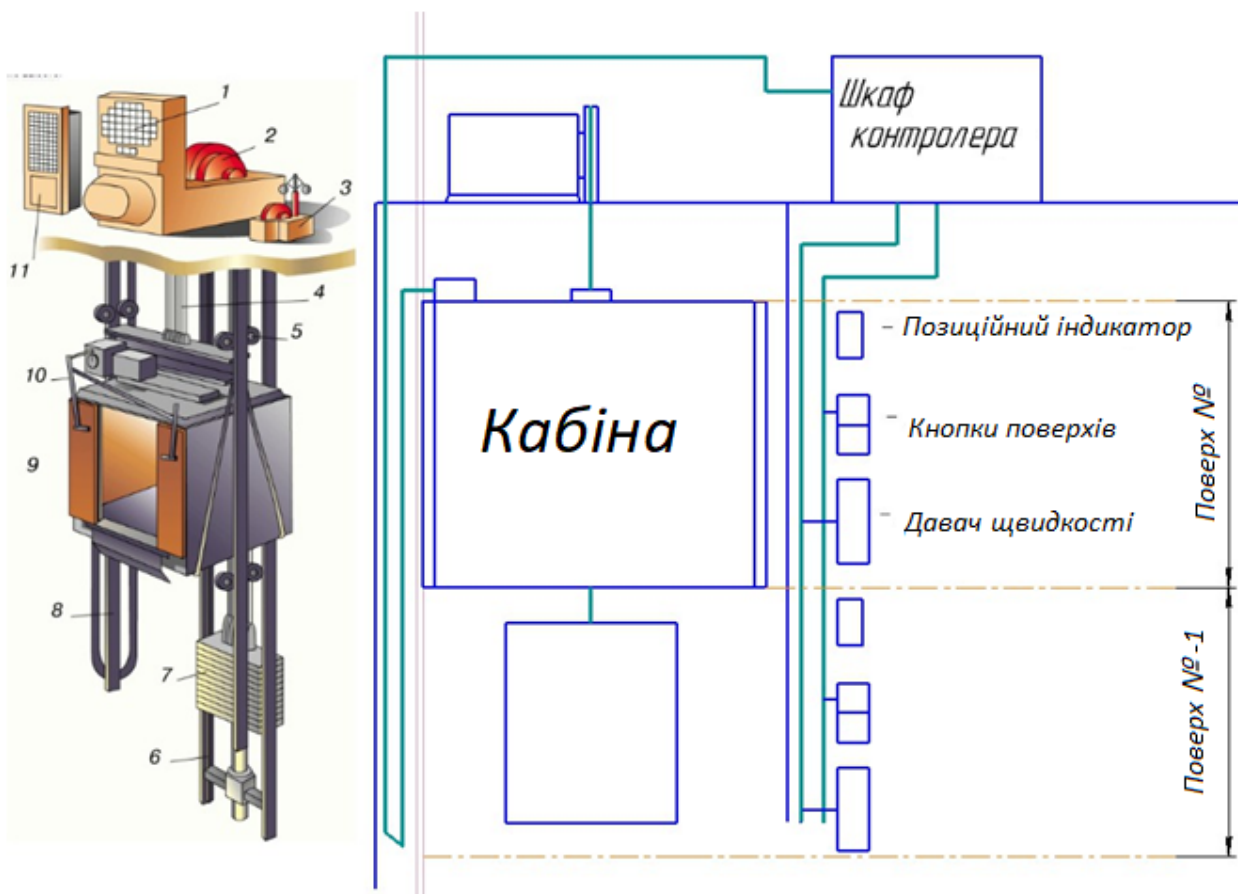 1
2
3
11
4
5
10
9
8
7
6
Шкаф
контролера
Кабіна
– Позиційний індикатор
– Кнопки поверхів
– Давач щвидкості
Поверх №
Поверх №-1